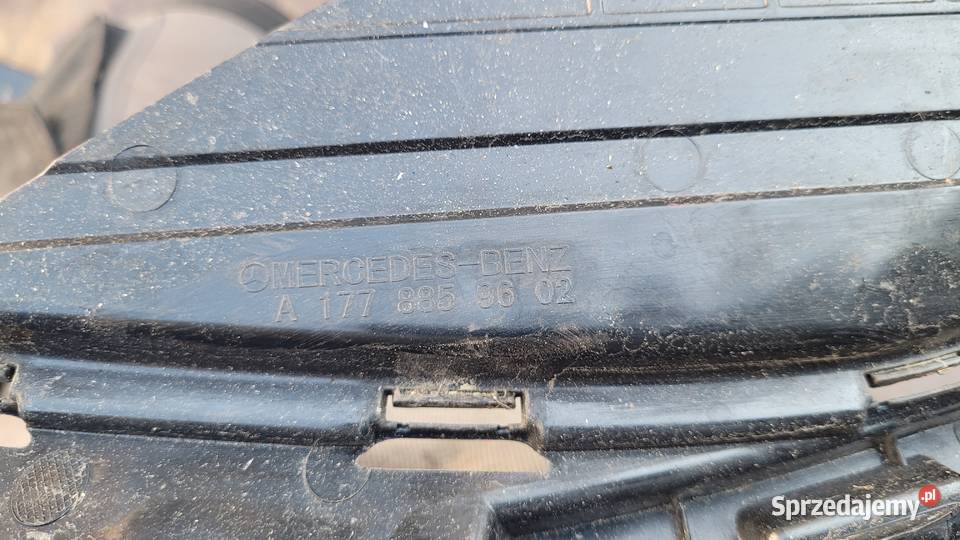 MERCEDES-BENZ
A 177 885 96 02
Sprzedajemy.pl